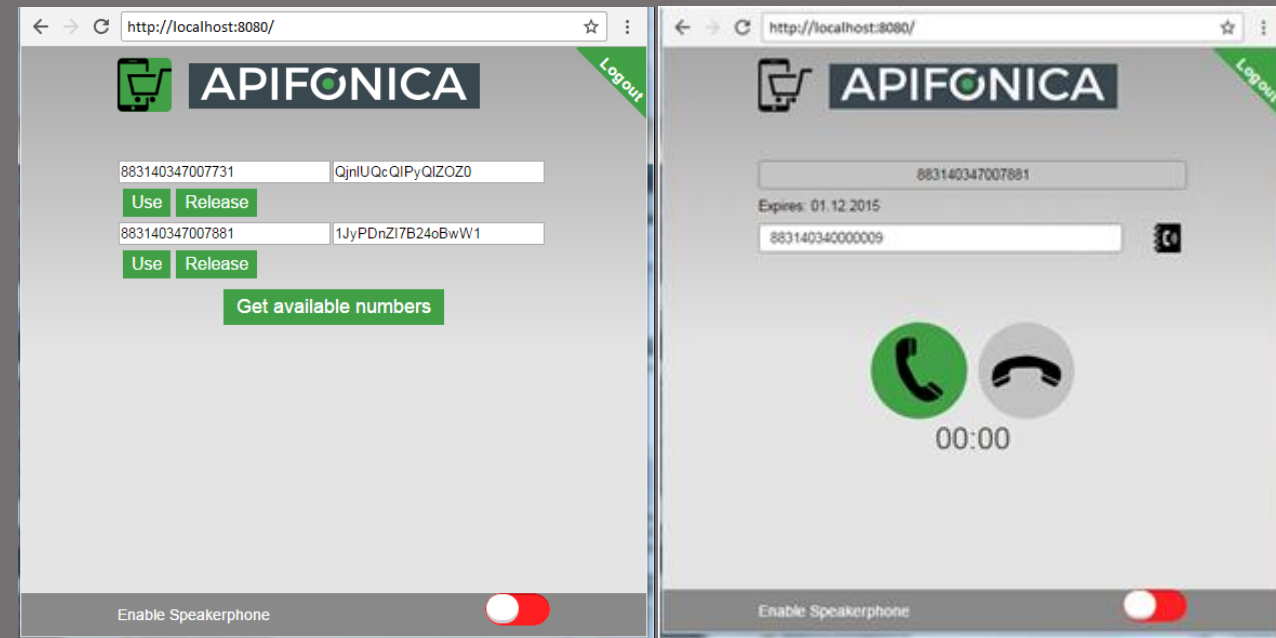 http://localhost:8080/
APIFONICA
Logout
883140347007731 QjnIUQcQIPyQIZOZ0
Use Release
883140347007881 1JyPDnZI7B24oBwW1
Use Release
Get available numbers
Enable Speakerphone
http://localhost:8080/
APIFONICA
Logout
883140347007881
Expires: 01.12.2015
883140340000009
00:00
Enable Speakerphone